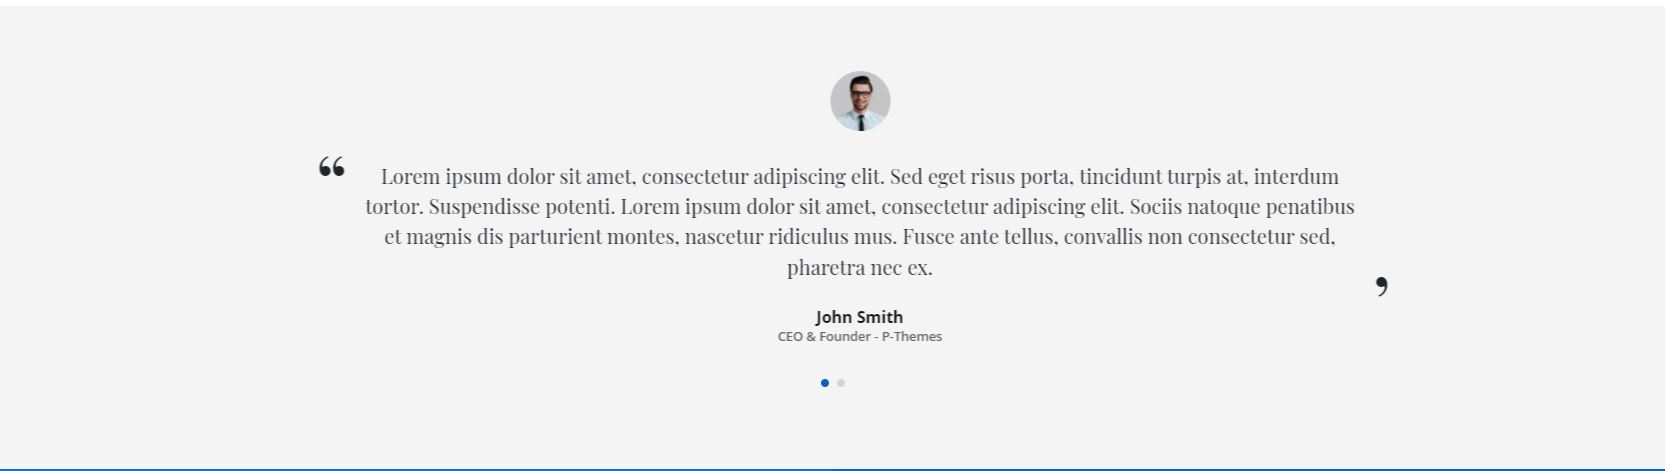 “ Lorem ipsum dolor sit amet, consectetur adipiscing elit. Sed eget risus porta, tincidunt turpis at, interdum
tortor. Suspendisse potenti. Lorem ipsum dolor sit amet, consectetur adipiscing elit. Sociis natoque penatibus
et magnis dis parturient montes, nascetur ridiculus mus. Fusce ante tellus, convallis non consectetur sed,
pharetra nec ex.
’
John Smith
CEO & Founder - P-Themes